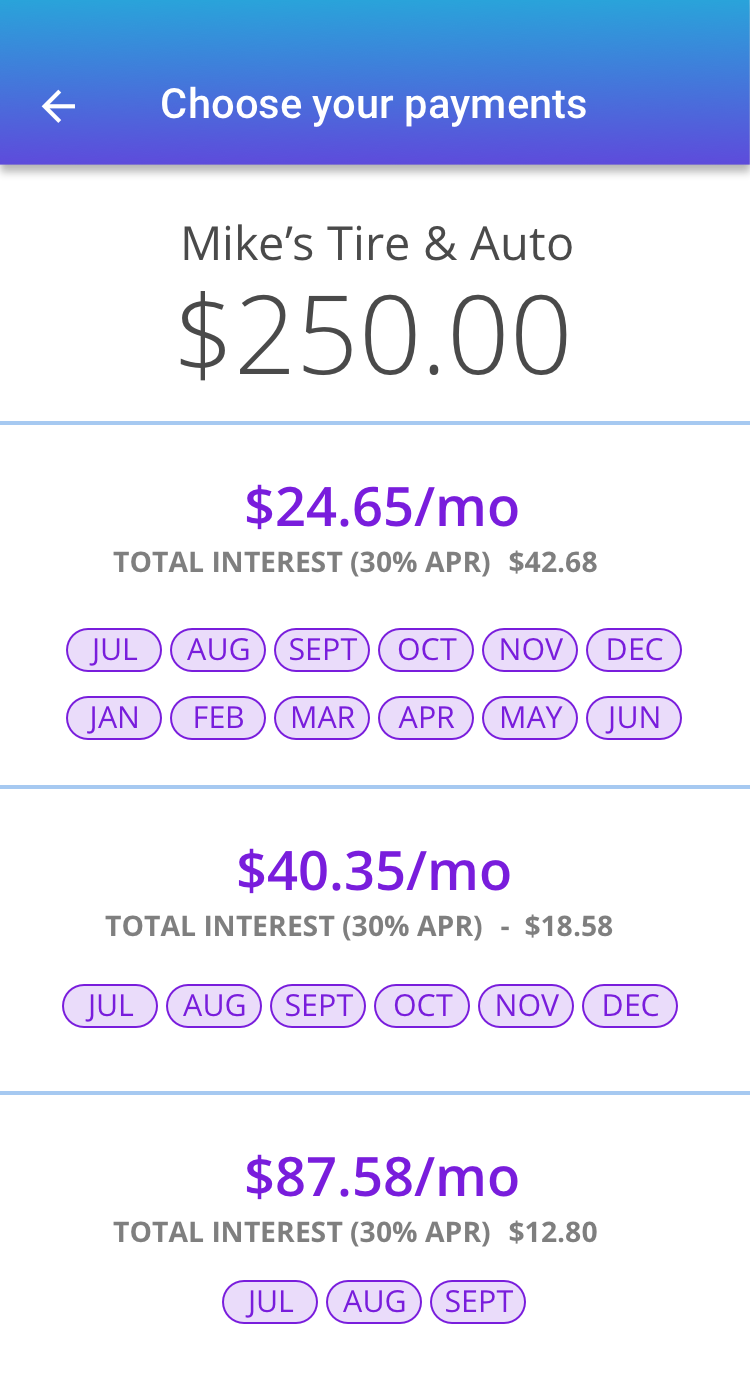 Choose your payments
Mike’s Tire & Auto
$250.00
$24.65/mo
TOTAL INTEREST (30% APR) $42.68
JUL AUG SEPT OCT NOV DEC
JAN FEB MAR APR MAY JUN
$40.35/mo
TOTAL INTEREST (30% APR) - $18.58
JUL AUG SEPT OCT NOV DEC
$87.58/mo
TOTAL INTEREST (30% APR) $12.80
JUL AUG SEPT